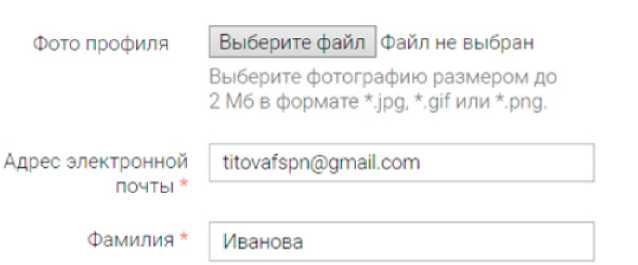 Фото профиля Выберите файл Файл не выбран
Выберите фотографию размером до
2 Мб в формате *.jpg, *.gif или *.png.
Адрес электронной
почты *
titovafspn@gmail.com
Фамилия * Иванова